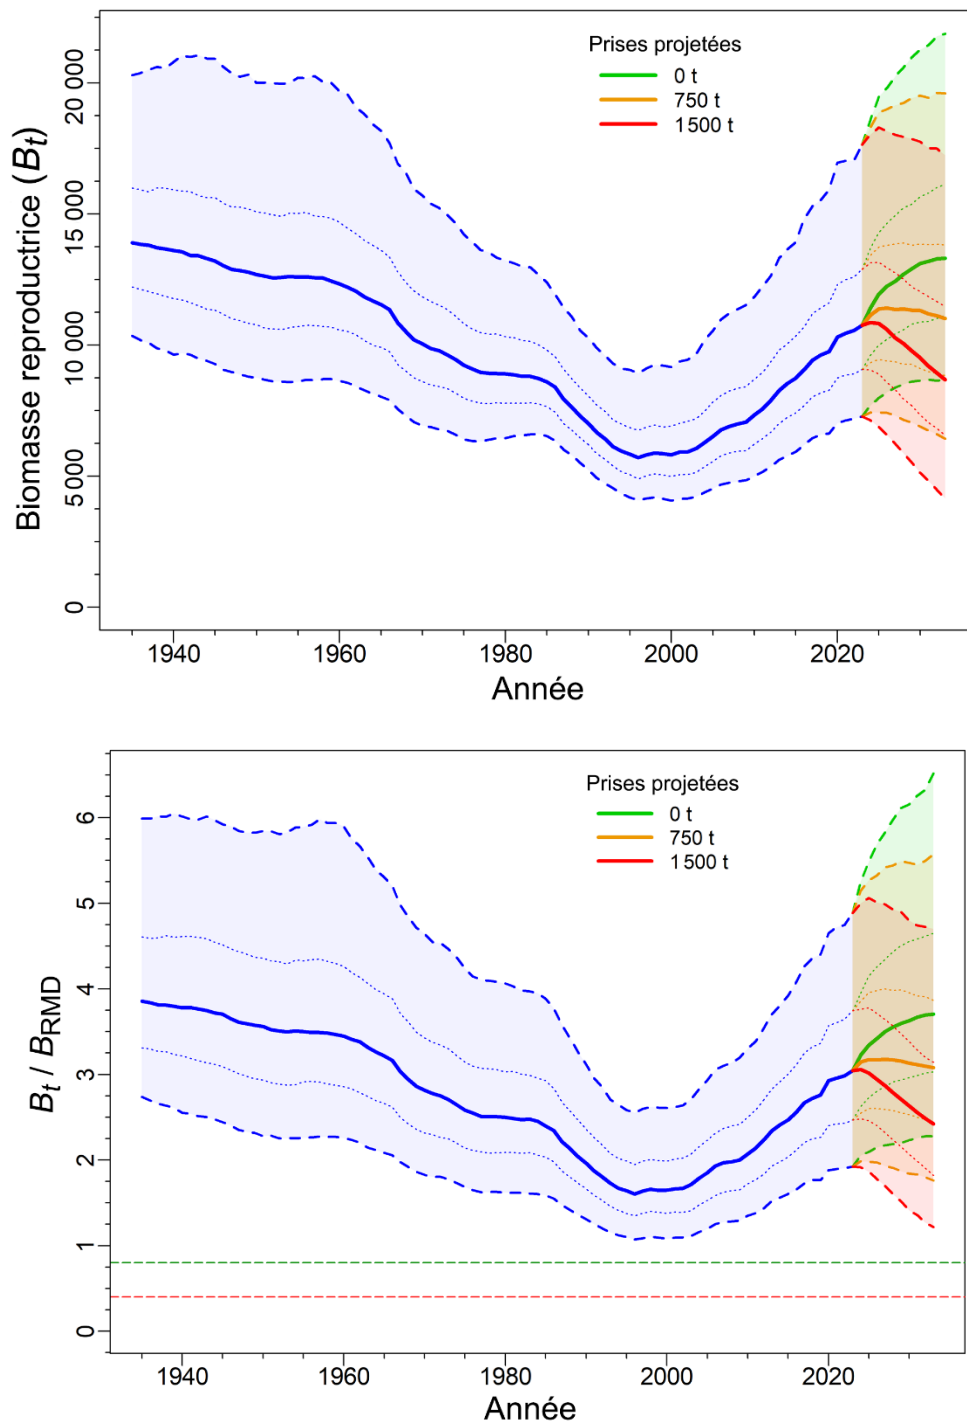 Prises projetées
0 t
750 t
1 500 t
Biomasse reproductrice (Bt)
20 000
15 000
10 000
5 000
0
1940 1960 1980 2000 2020
Année
Prises projetées
0 t
750 t
1 500 t
Bt / BRMD
6
5
4
3
2
1
0
1940 1960 1980 2000 2020
Année